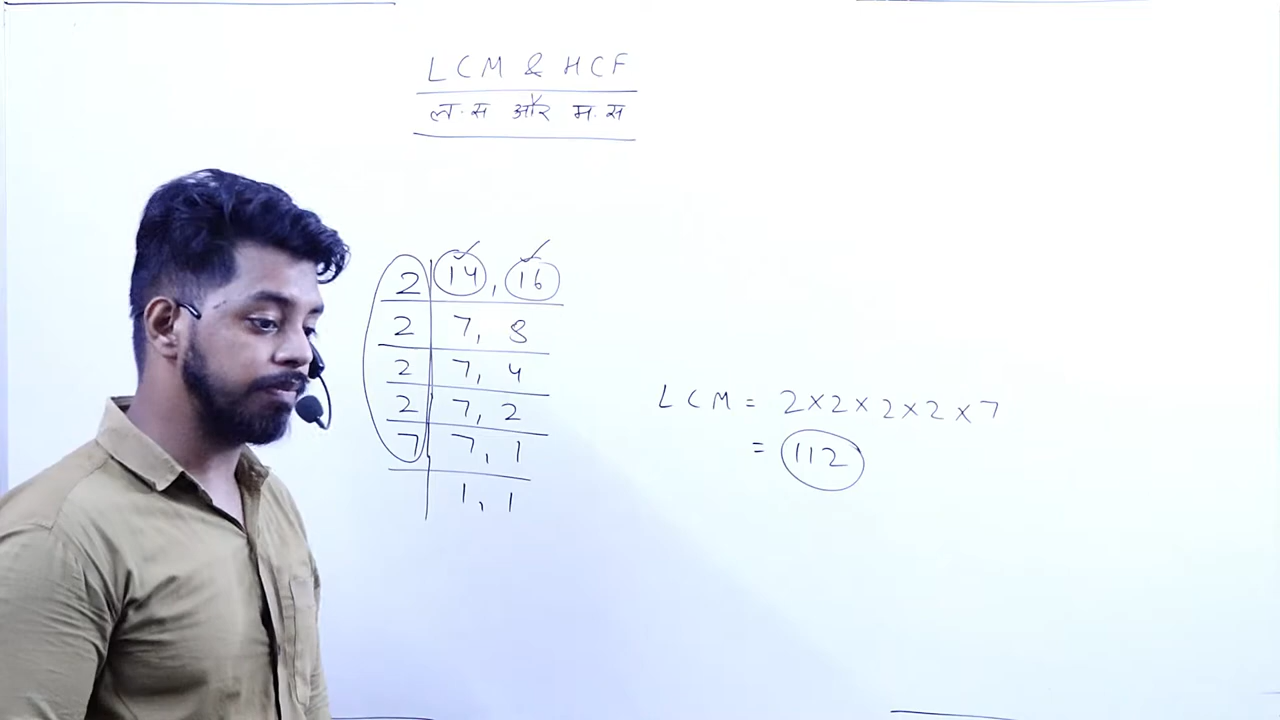 LCM & HCF
ल.स और म.स
2 14, 16
2 7, 8
2 7, 4
2 7, 2
7 7, 1
1, 1
LCM = 2×2×2×2×7
= 112